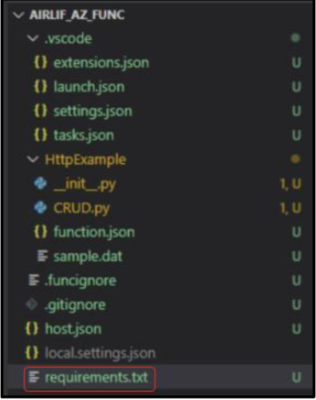 AIRLIF_AZ_FUNC
.vscode
{} extensions.json U
{} launch.json U
{} settings.json U
{} tasks.json U
HttpExample
__init__.py 1, U
CRUD.py 1, U
{} function.json U
sample.dat U
.funcignore U
.gitignore U
{} host.json U
{} local.settings.json
requirements.txt U